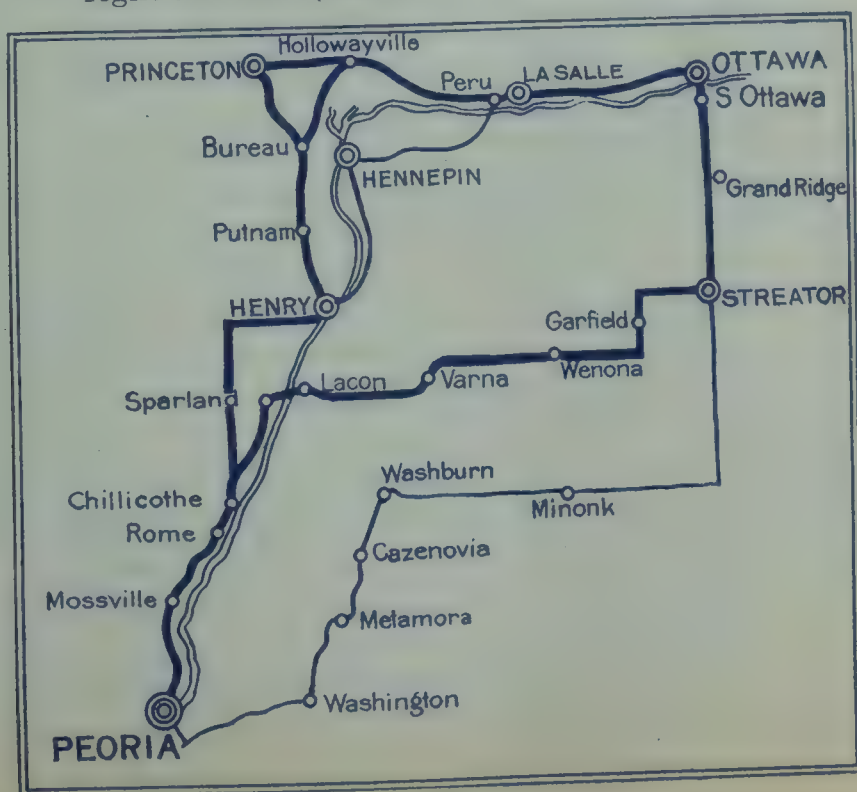 Hollowayville
PRINCETON
Peru
LA SALLE
OTTAWA
S Ottawa
Bureau
HENNEPIN
Grand Ridge
Putnam
HENRY
STREATOR
Garfield
Sparland
Lacon
Varna
Wenona
Washburn
Chillicothe
Minonk
Rome
Cazenovia
Mossville
Metamora
Washington
PEORIA